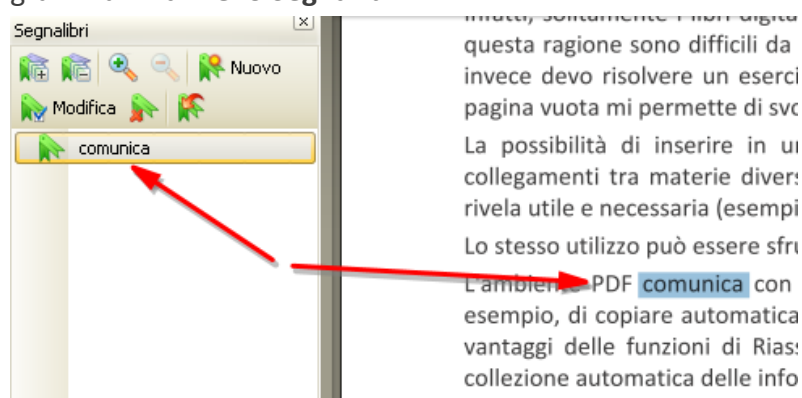 Segnalibri
Nuovo
Modifica
comunica
questa ragione sono difficili da
invece devo risolvere un eserci
pagina vuota mi permette di svo
La possibilità di inserire in un
collegamenti tra materie divers
rivela utile e necessaria (esempi
Lo stesso utilizzo può essere sfru
L'ambiente PDF comunica con
esempio, di copiare automatica
vantaggi delle funzioni di Riass
collezione automatica delle info